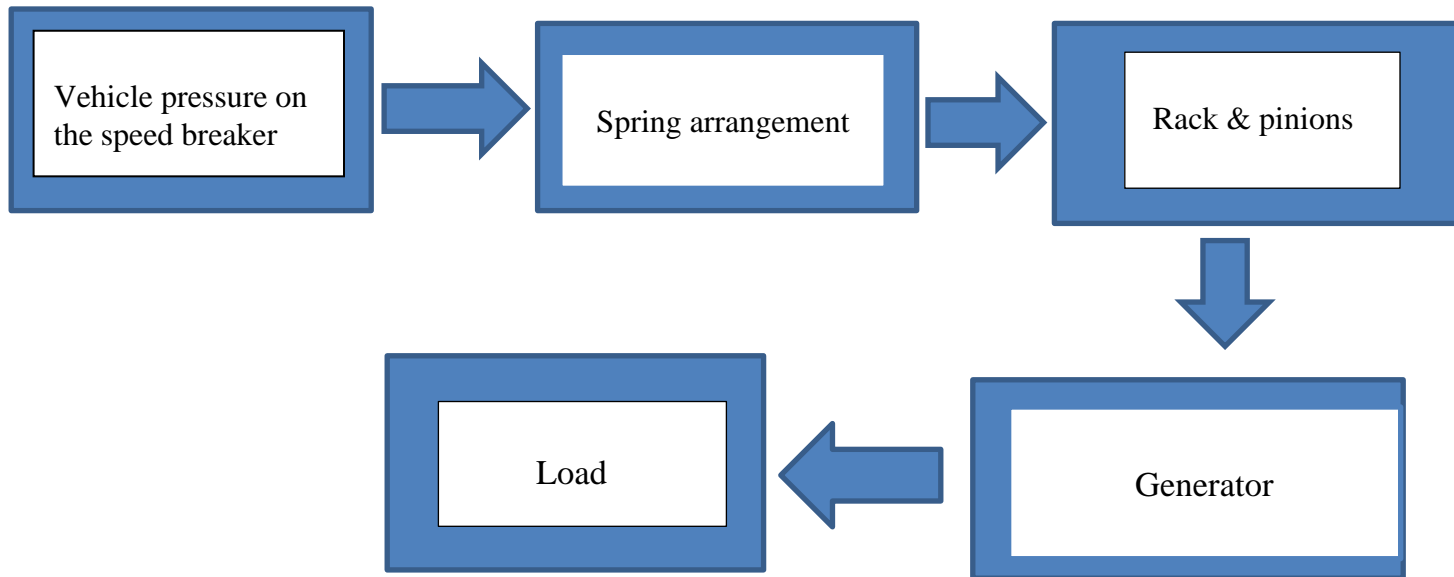 Vehicle pressure on
the speed breaker
Spring arrangement
Rack & pinions
Generator
Load